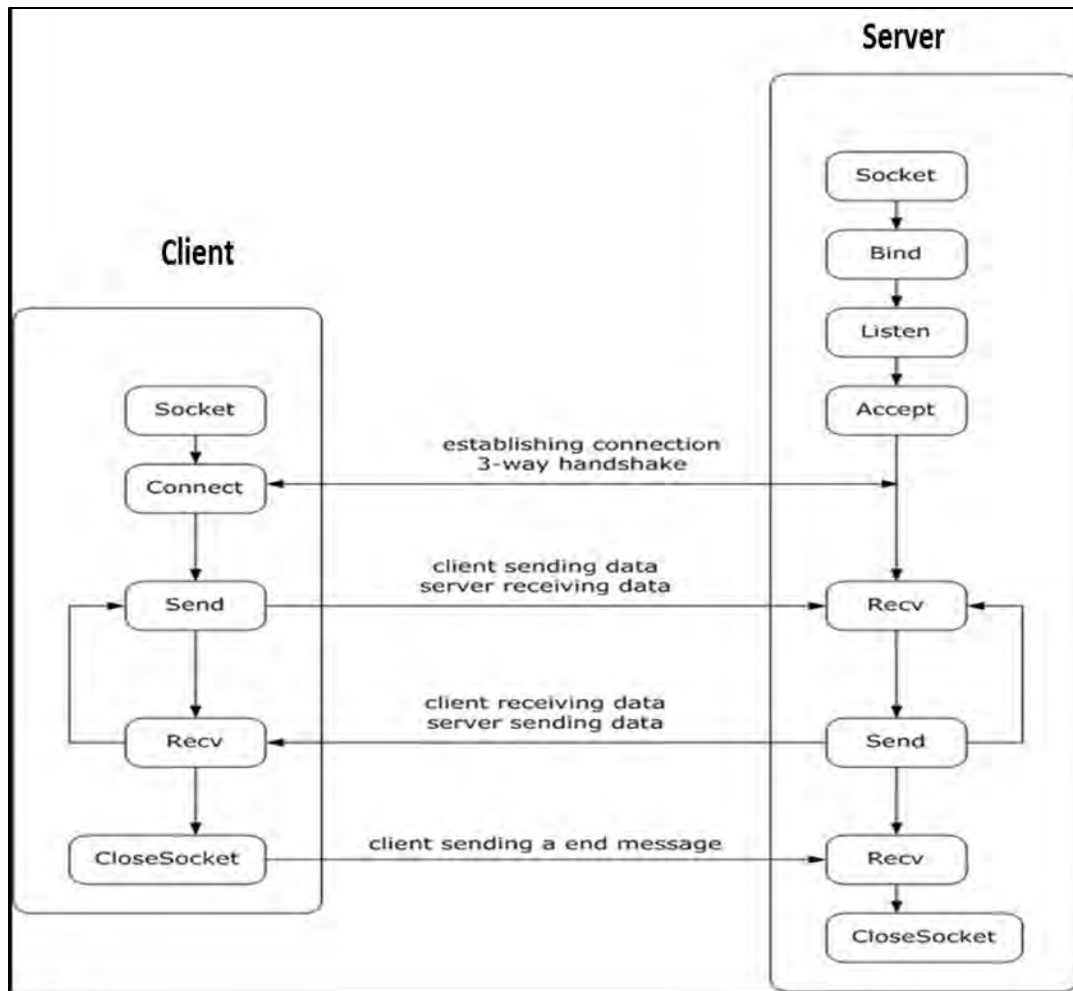 Server
Socket
Bind
Client
Listen
Socket
Accept
establishing connection
3-way handshake
Connect
client sending data
server receiving data
Send
Recv
client receiving data
server sending data
Recv
Send
CloseSocket
client sending a end message
Recv
CloseSocket